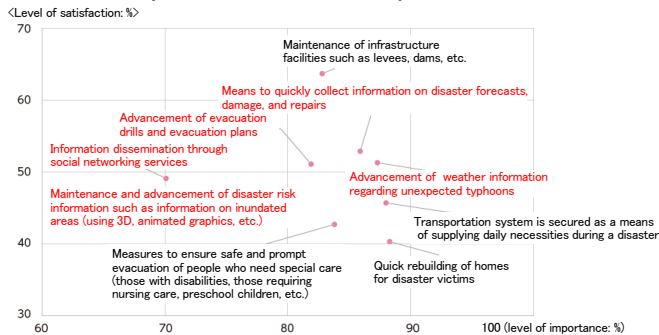 <Level of satisfaction: %>
70
Maintenance of infrastructure
facilities such as levees, dams, etc.
60
Means to quickly collect information on disaster forecasts,
damage, and repairs
Advancement of evacuation
drills and evacuation plans
Information dissemination through
social networking services
50
Advancement of weather information
regarding unexpected typhoons
Maintenance and advancement of disaster risk
information such as information on inundated
areas (using 3D, animated graphics, etc.)
Transportation system is secured as a means
of supplying daily necessities during a disaster
40
Measures to ensure safe and prompt
evacuation of people who need special care
(those with disabilities, those requiring
nursing care, preschool children, etc.)
Quick rebuilding of homes
for disaster victims
30
60
70
80
90
100 (level of importance: %)